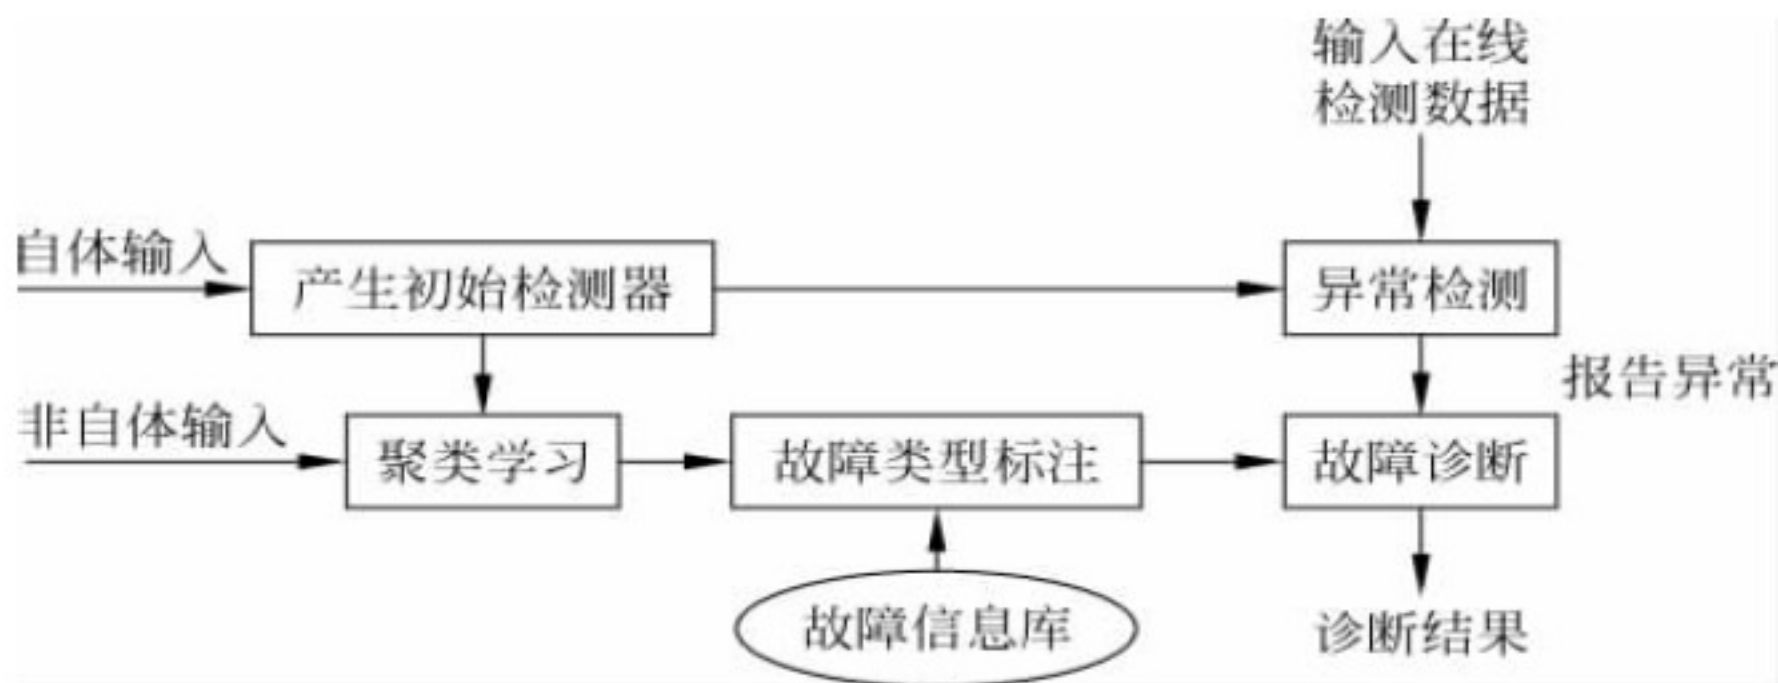 输入在线
检测数据
自体输入
产生初始检测器
异常检测
报告异常
非自体输入
聚类学习
故障类型标注
故障诊断
故障信息库
诊断结果